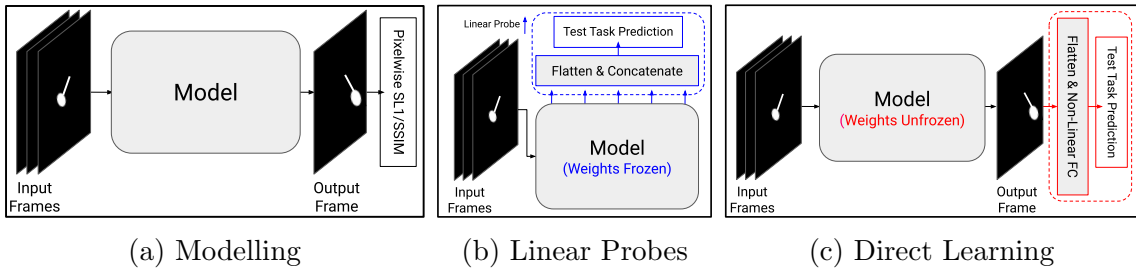 Input
Frames
Model
Output
Frame
Pixelwise SL1/SSIM
(a) Modelling
Linear Probe
Test Task Prediction
Flatten & Concatenate
Model
(Weights Frozen)
Input
Frames
(b) Linear Probes
Input
Frames
Model
(Weights Unfrozen)
Output
Frame
Flatten & Non-Linear FC
Test Task Prediction
(c) Direct Learning